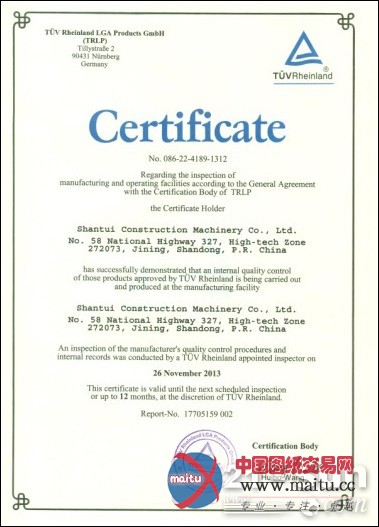 TÜV Rheinland LGA Products GmbH
(TRLP)
Tillystraße 2
90431 Nürnberg
Germany
®
TÜVRheinland
Certificate
No. 086-22-4189-1312
Regarding the inspection of
manufacturing and operating facilities according to the General Agreement
with the Certification Body of TRLP
the Certificate Holder
Shantui Construction Machinery Co., Ltd.
No. 58 National Highway 327, High-tech Zone
272073, Jining, Shandong, P.R. China
has successfully demonstrated that an internal quality control
of those products approved by TÜV Rheinland is being carried out
and produced at the manufacturing facility
Shantui Construction Machinery Co., Ltd.
No. 58 National Highway 327, High-tech Zone
272073, Jining, Shandong, P.R. China
An inspection of the manufacturer's quality control procedures and
internal records was conducted by a TÜV Rheinland appointed inspector on
26 November 2013
This certificate is valid until the next scheduled inspection
or up to 12 months, at the discretion of TÜV Rheinland.
Report-No. 17705159 002
Certification Body
中国图纸交易网
maitu
www.maitu.cc
Wang
专业·专注·